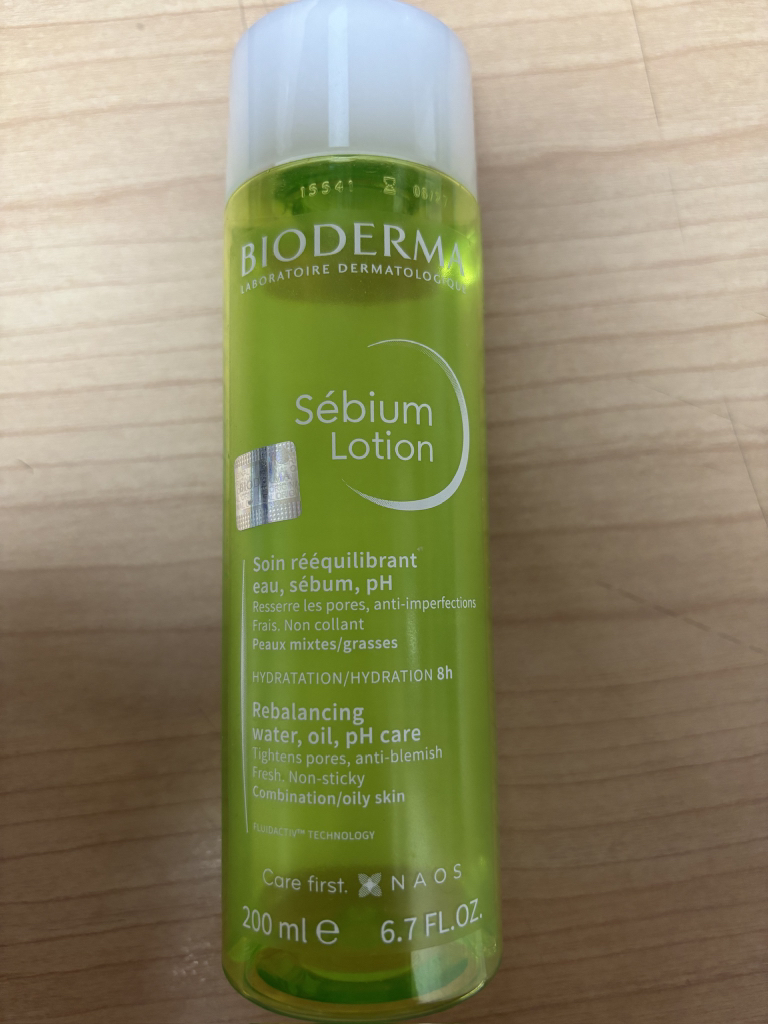 15541
BIODERMA
LABORATOIRE DERMATOLOGIQUE
Sébium
Lotion
Soin rééquilibrant
eau, sébum, pH
Resserre les pores, anti-imperfections
Frais. Non collant
Peaux mixtes/grasses
HYDRATATION/HYDRATION 8h
Rebalancing
water, oil, pH care
Tightens pores, anti-blemish
Fresh. Non-sticky
Combination/oily skin
FLUIDACTIV™ TECHNOLOGY
Care first. NAOS
200 ml ℮ 6.7 FL.OZ.